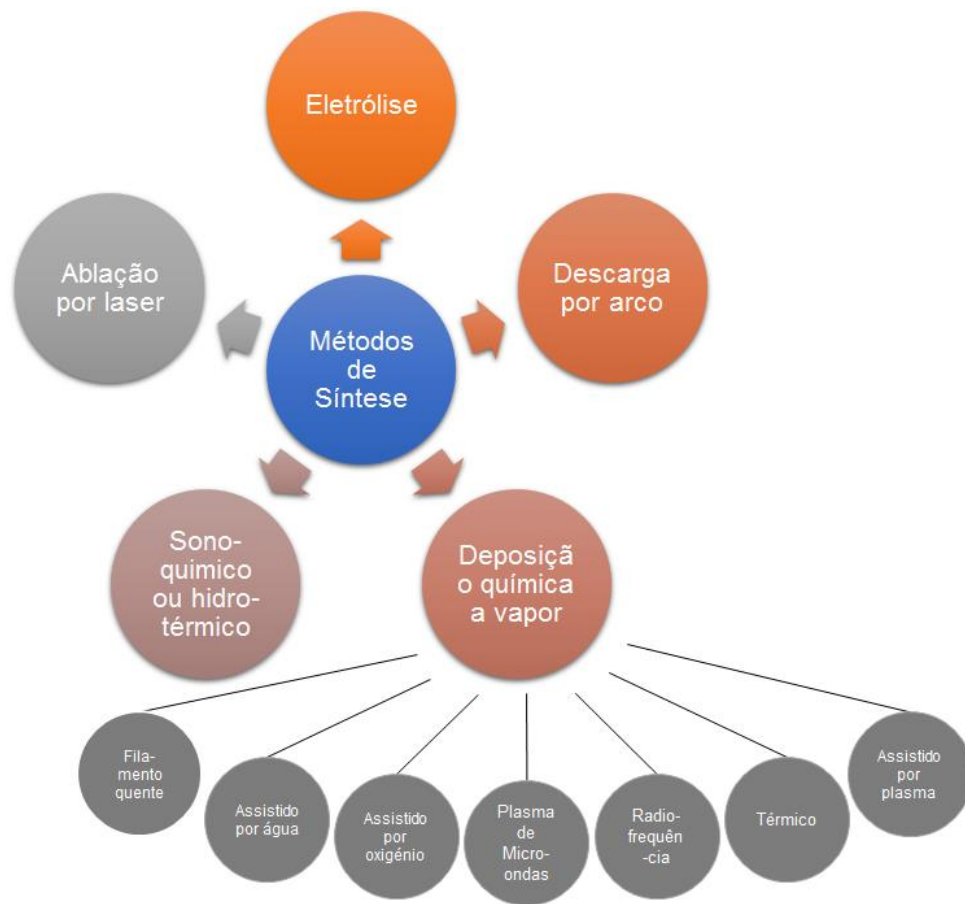 Eletrólise
Ablação
por laser
Descarga
por arco
Métodos
de
Síntese
Sono-
quimico
ou hidro-
térmico
Deposiçã
o química
a vapor
Fila-
mento
quente
Assistido
por água
Assistido
por
oxigénio
Plasma
de
Micro-
ondas
Radio-
frequên
-cia
Térmico
Assistido
por
plasma